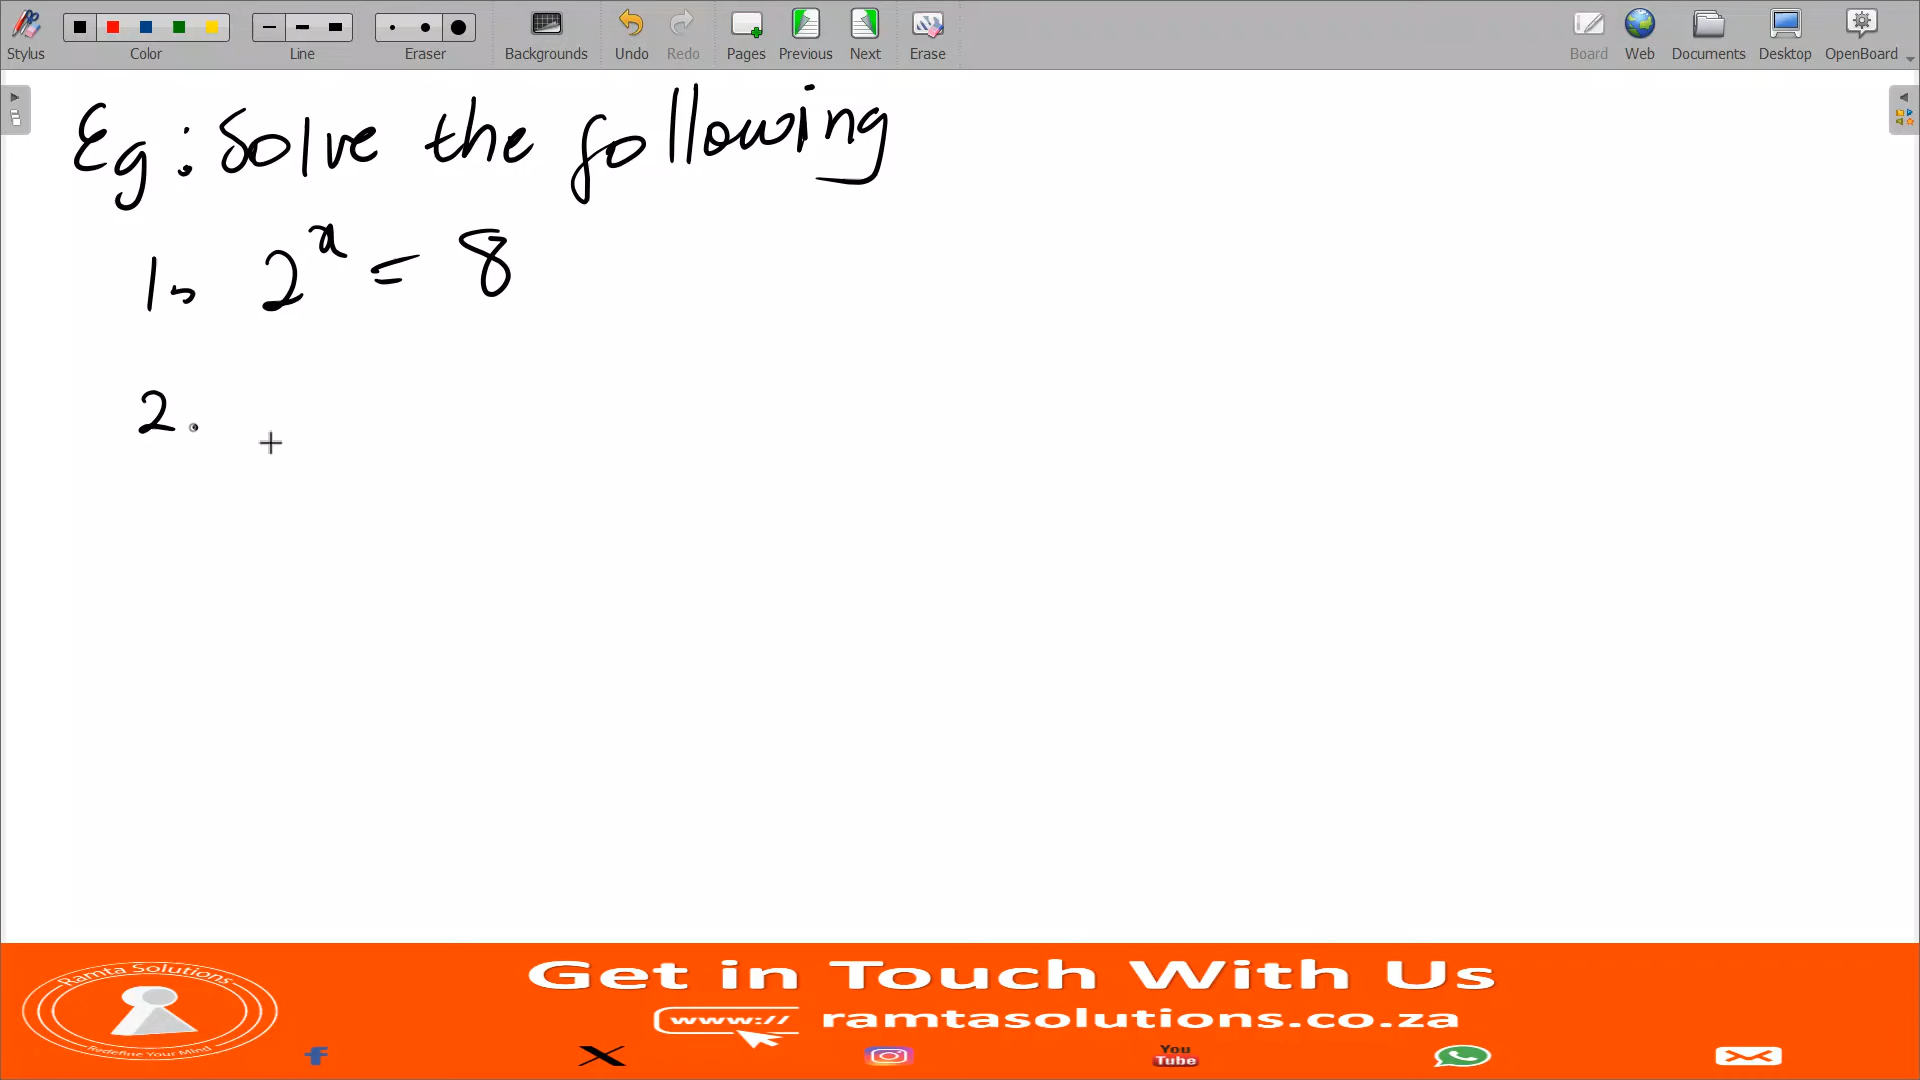 Stylus Color Line Eraser Backgrounds Undo Redo Pages Previous Next Erase Board Web Documents Desktop OpenBoard
Eg: Solve the following
1. 2^x = 8
2.
Get in Touch With Us
www:// ramtasolutions.co.za
Ramta Solutions
Redefine Your Mind
You
Tube